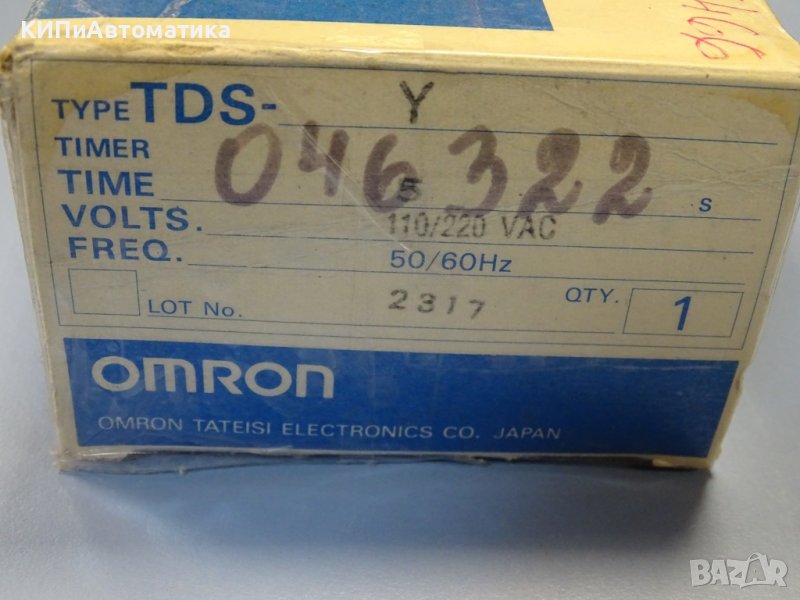 КИПиАвтоматика
TYPE TDS- Y
TIMER
046322
TIME 5 s
VOLTS. 110/220 VAC
FREQ. 50/60Hz
LOT No. 2317 QTY. 1
OMRON
OMRON TATEISI ELECTRONICS CO. JAPAN
BAZAR